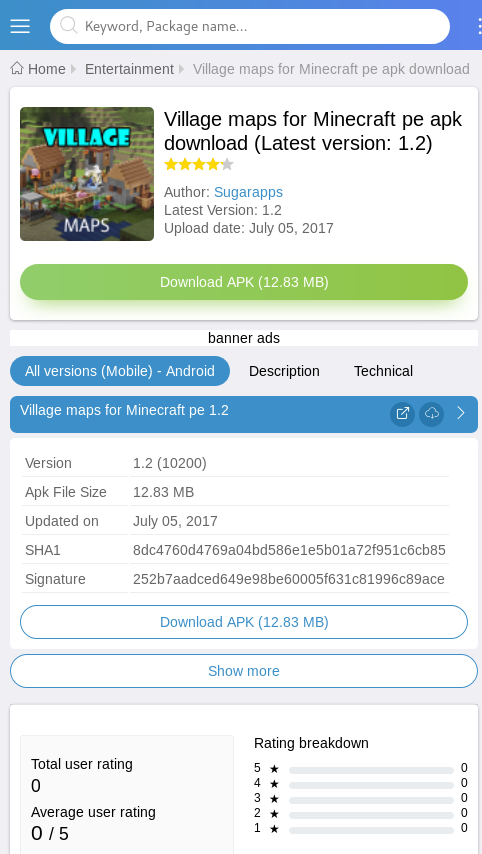 Keyword, Package name...
Home Entertainment Village maps for Minecraft pe apk download
VILLAGE
MAPS
Village maps for Minecraft pe apk
download (Latest version: 1.2)
Author: Sugarapps
Latest Version: 1.2
Upload date: July 05, 2017
Download APK (12.83 MB)
banner ads
All versions (Mobile) - Android Description Technical
Village maps for Minecraft pe 1.2
Version 1.2 (10200)
Apk File Size 12.83 MB
Updated on July 05, 2017
SHA1 8dc4760d4769a04bd586e1e5b01a72f951c6cb85
Signature 252b7aadced649e98be60005f631c81996c89ace
Download APK (12.83 MB)
Show more
Total user rating
0
Average user rating
0 / 5
Rating breakdown
5 ★ 0
4 ★ 0
3 ★ 0
2 ★ 0
1 ★ 0